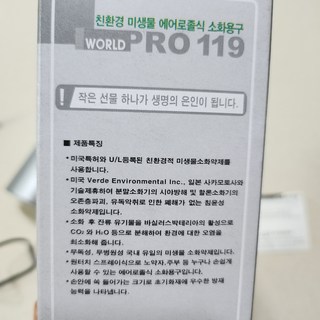 친환경 미생물 에어로졸식 소화용구
WORLD PRO 119
! 작은 선물 하나가 생명의 은인이 됩니다.
■ 제품특징
• 미국특허와 U/L등록된 친환경적 미생물소화약제를
사용합니다.
• 미국 Verde Environmental Inc., 일본 사카모토사와
기술제휴하여 분말소화기의 시야방해 및 할론소화기의
오존층파괴, 유독악취로 인한 폐해가 없는 침윤성
소화약제입니다.
• 소화 후 잔류 유기물을 바실러스박테리아의 활성으로
CO₂ 와 H₂O 등으로 분해하여 환경에 대한 오염을
최소화해 줍니다.
• 무독성, 무병원성 국내 유일의 미생물 소화약제입니다.
• 원터치 스프레이식으로 노약자,주부 등 누구나 손쉽게
사용할 수 있는 에어로졸식 소화용구입니다.
• 손안에 쏙 들어가는 크기로 초기화재에 우수한 방재
능력을 나타냅니다.